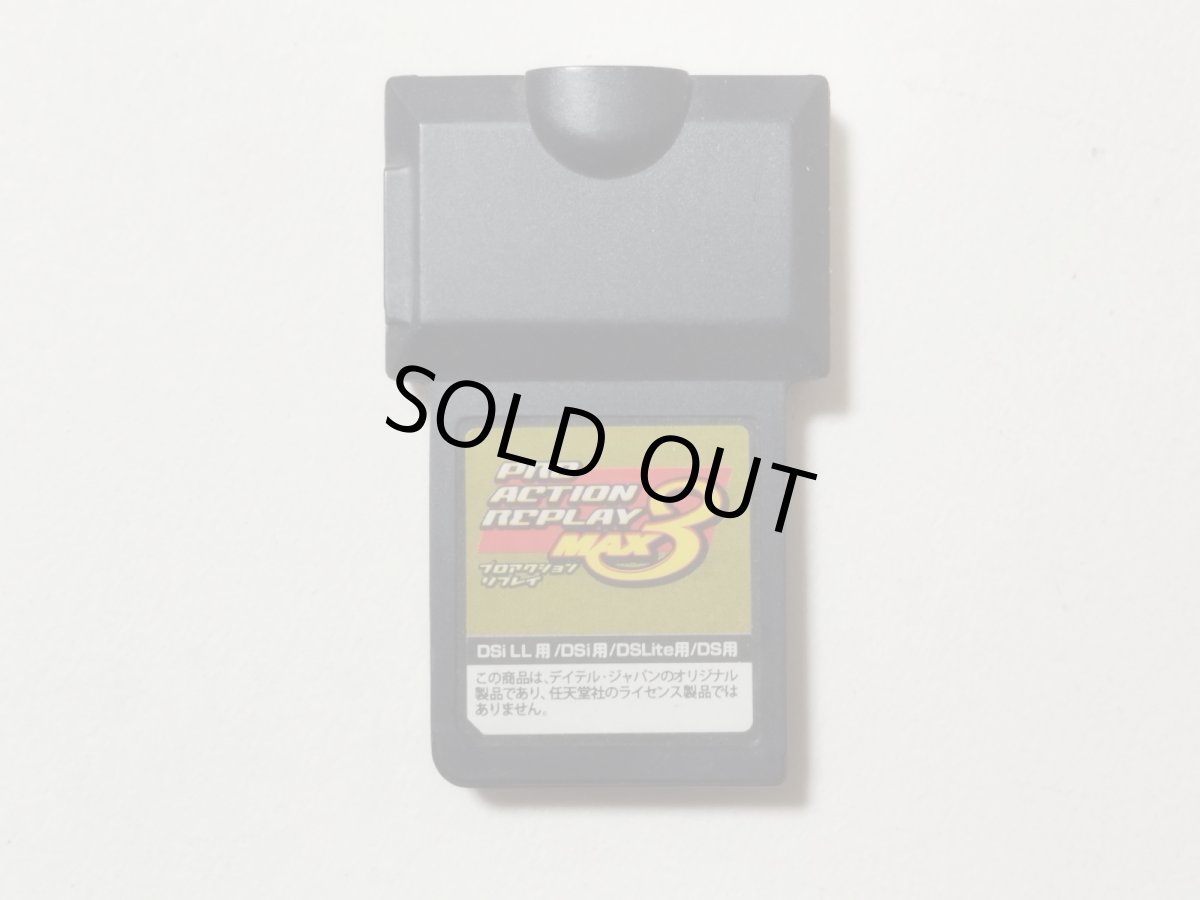 SOLD OUT
PRO
ACTION
REPLAY
MAX3
プロアクション
リプレイ
DSi LL用/DSi用/DSLite用/DS用
この商品は、デイテル・ジャパンのオリジナル
製品であり、任天堂社のライセンス製品では
ありません。